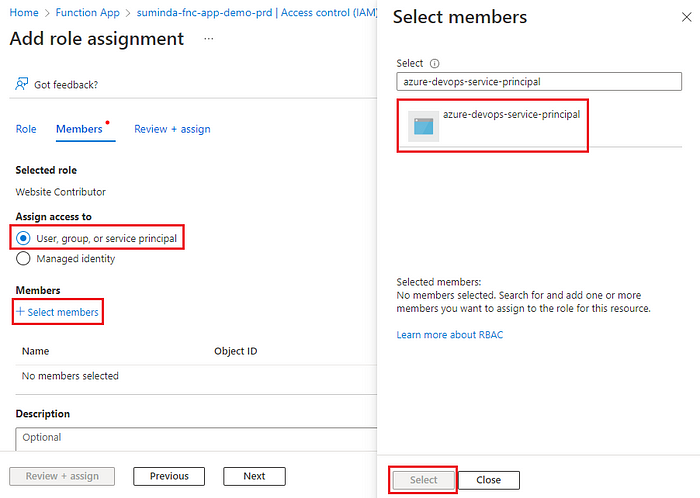 Home > Function App > suminda-fnc-app-demo-prd | Access control (IAM)
Add role assignment ...
Got feedback?
Role Members Review + assign
Selected role
Website Contributor
Assign access to
User, group, or service principal
Managed identity
Members
+ Select members
Name Object ID
No members selected
Description
Optional
Review + assign Previous Next
Select members
Select
azure-devops-service-principal
azure-devops-service-principal
Selected members:
No members selected. Search for and add one or more
members you want to assign to the role for this resource.
Learn more about RBAC
Select Close